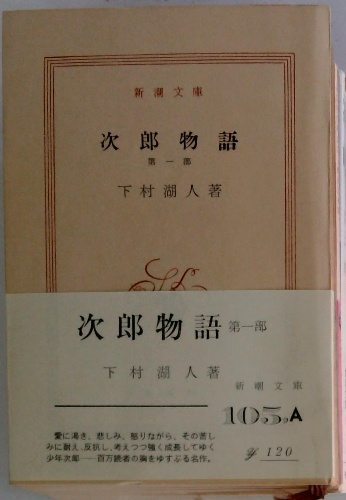 新潮文庫
次郎物語
第一部
下村湖人著
次郎物語 第一部
下村湖人著
新潮文庫
105.A
¥ 120
愛に渇き、悲しみ、怒りながら、その苦し
みに耐え、反抗し、考えつつ強く成長してゆく
少年次郎──百万読者の胸をゆすぶる名作。